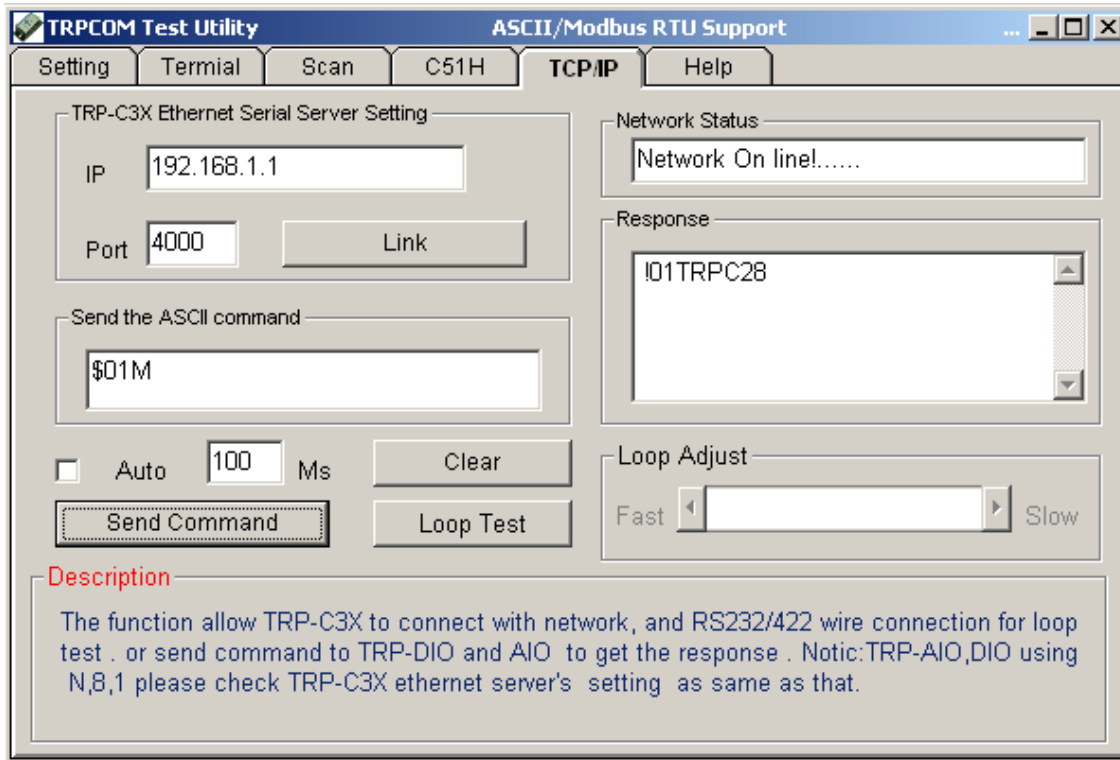 TRPCOM Test Utility ASCII/Modbus RTU Support ...
Setting Termial Scan C51H TCP/IP Help
TRP-C3X Ethernet Serial Server Setting
IP 192.168.1.1
Port 4000 Link
Network Status
Network On line!......
Response
!01TRPC28
Send the ASCII command
$01M
Auto 100 Ms Clear
Send Command Loop Test
Loop Adjust
Fast Slow
Description
The function allow TRP-C3X to connect with network, and RS232/422 wire connection for loop
test . or send command to TRP-DIO and AIO to get the response . Notic:TRP-AIO,DIO using
N,8,1 please check TRP-C3X ethernet server's setting as same as that.